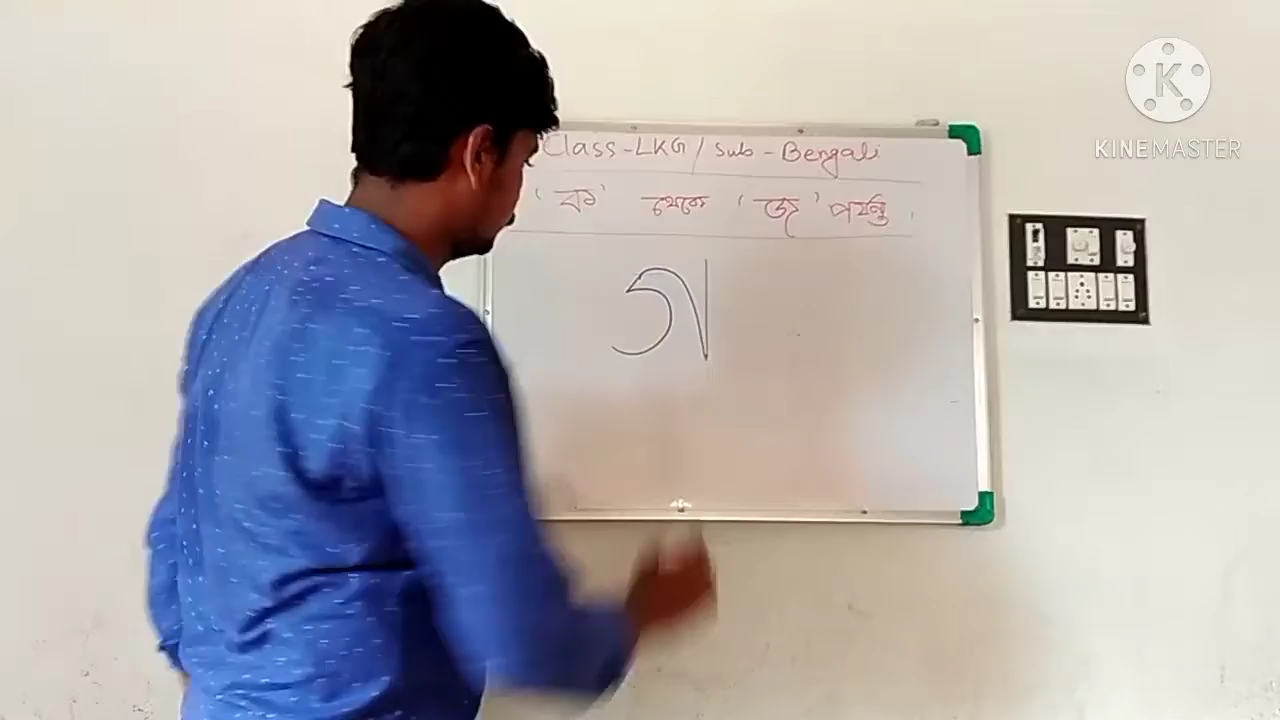 Class-LKG / Sub - Bengali
' ক ' থেকে ' জ ' পর্যন্ত ।
গ
K
KINEMASTER